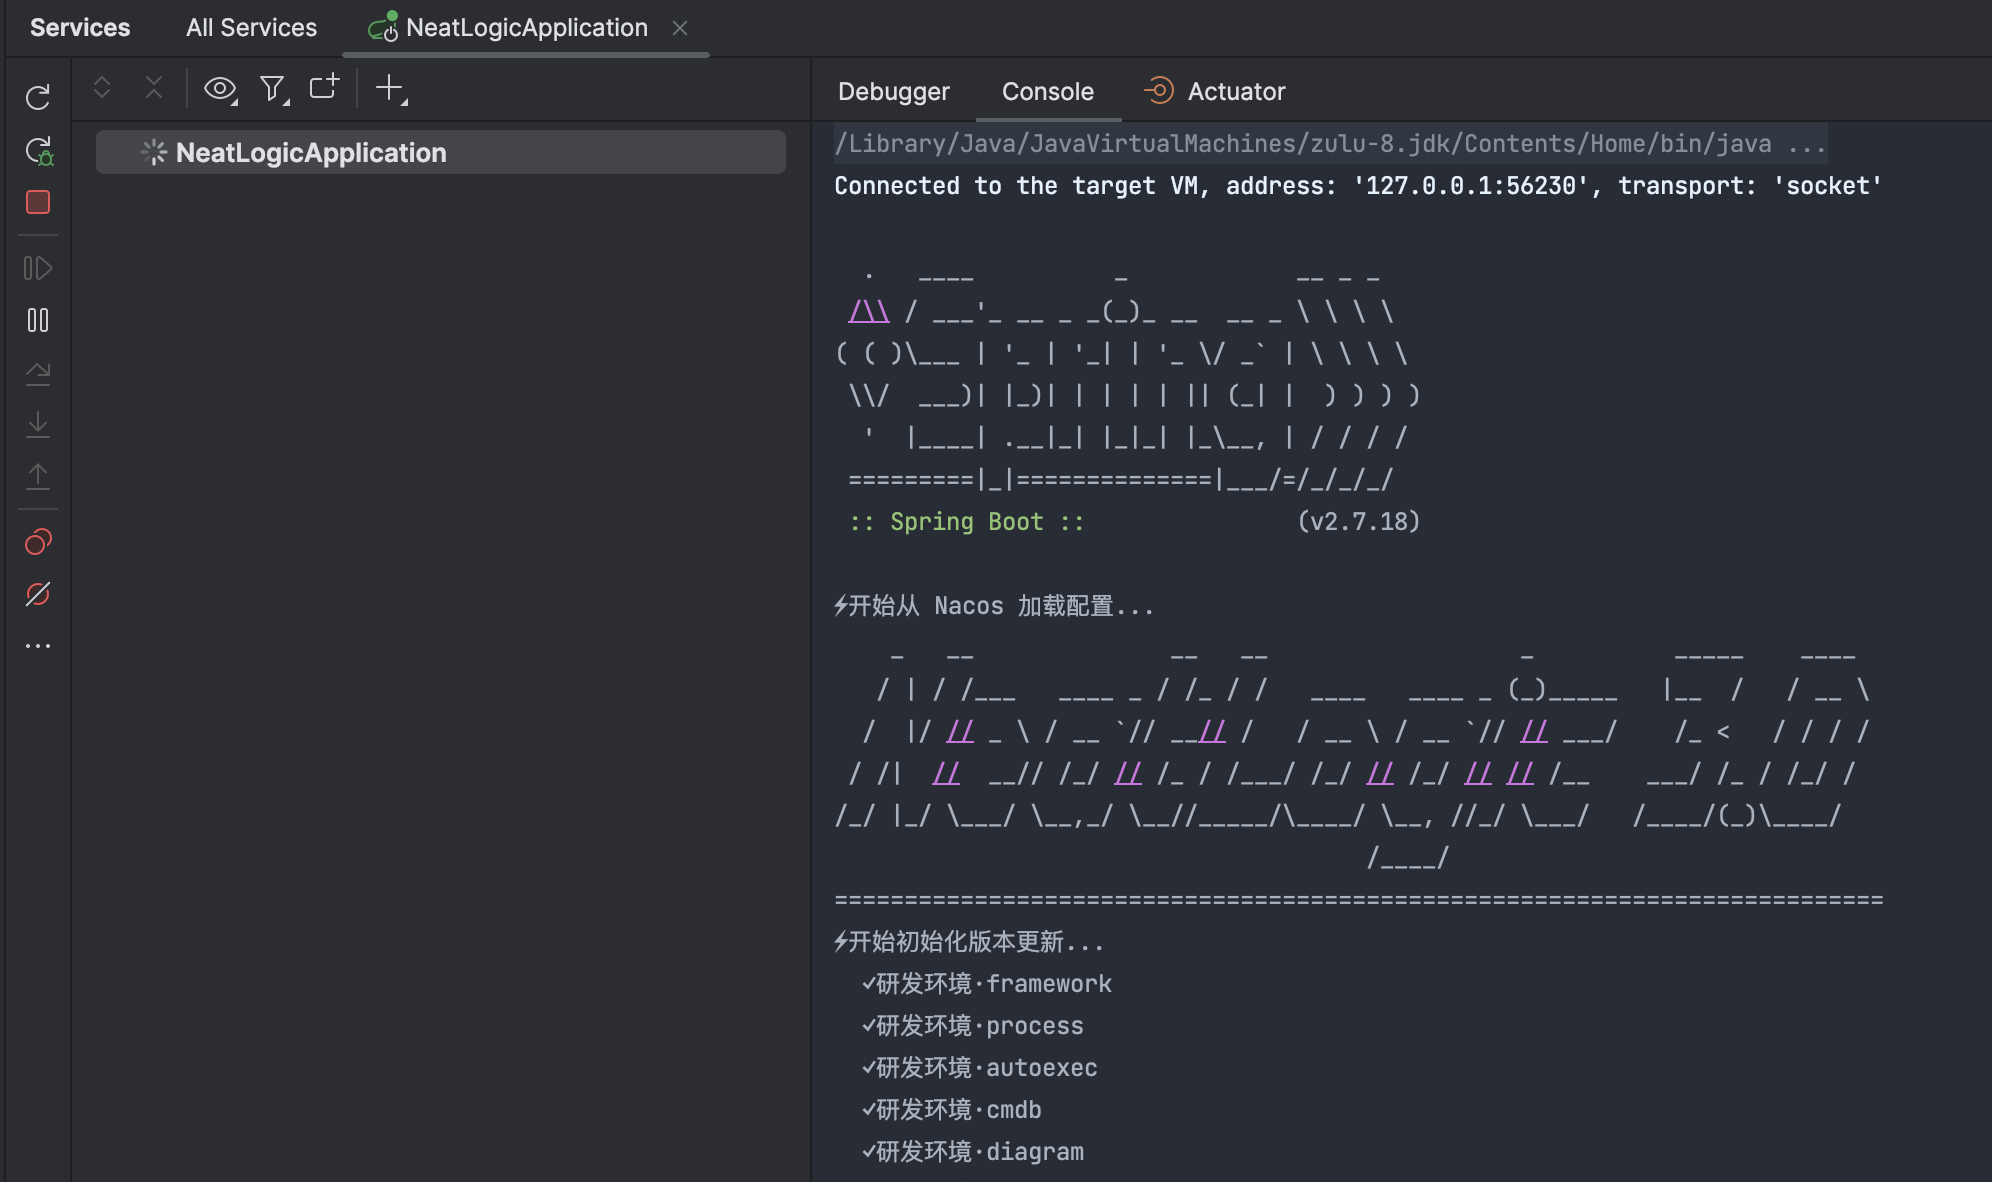 Services
All Services
NeatLogicApplication
Debugger
Console
Actuator
NeatLogicApplication
/Library/Java/JavaVirtualMachines/zulu-8.jdk/Contents/Home/bin/java ...
Connected to the target VM, address: '127.0.0.1:56230', transport: 'socket'
  .   ____          _            __ _ _
 /\\ / ___'_ __ _ _(_)_ __  __ _ \ \ \ \
( ( )\___ | '_ | '_| | '_ \/ _` | \ \ \ \
 \\/  ___)| |_)| | | | | || (_| |  ) ) ) )
  '  |____| .__|_| |_|_| |_\__, | / / / /
 =========|_|==============|___/=/_/_/_/
 :: Spring Boot ::               (v2.7.18)
⚡开始从 Nacos 加载配置...
    _   __              __   __                  _          _____    ____
   / | / /___   ____ _ / /_ / /   ____   ____ _ (_)_____   |__  /   / __ \
  /  |/ // _ \ / __ `// __// /   / __ \ / __ `// // ___/    /_ <   / / / /
 / /|  //  __// /_/ // /_ / /___/ /_/ // /_/ // // /__    ___/ /_ / /_/ /
/_/ |_/ \___/ \__,_/ \__//_____/\____/ \__, //_/ \___/   /____/(_)\____/
                                      /____/
===========================================================================
⚡开始初始化版本更新...
  ✓研发环境·framework
  ✓研发环境·process
  ✓研发环境·autoexec
  ✓研发环境·cmdb
  ✓研发环境·diagram